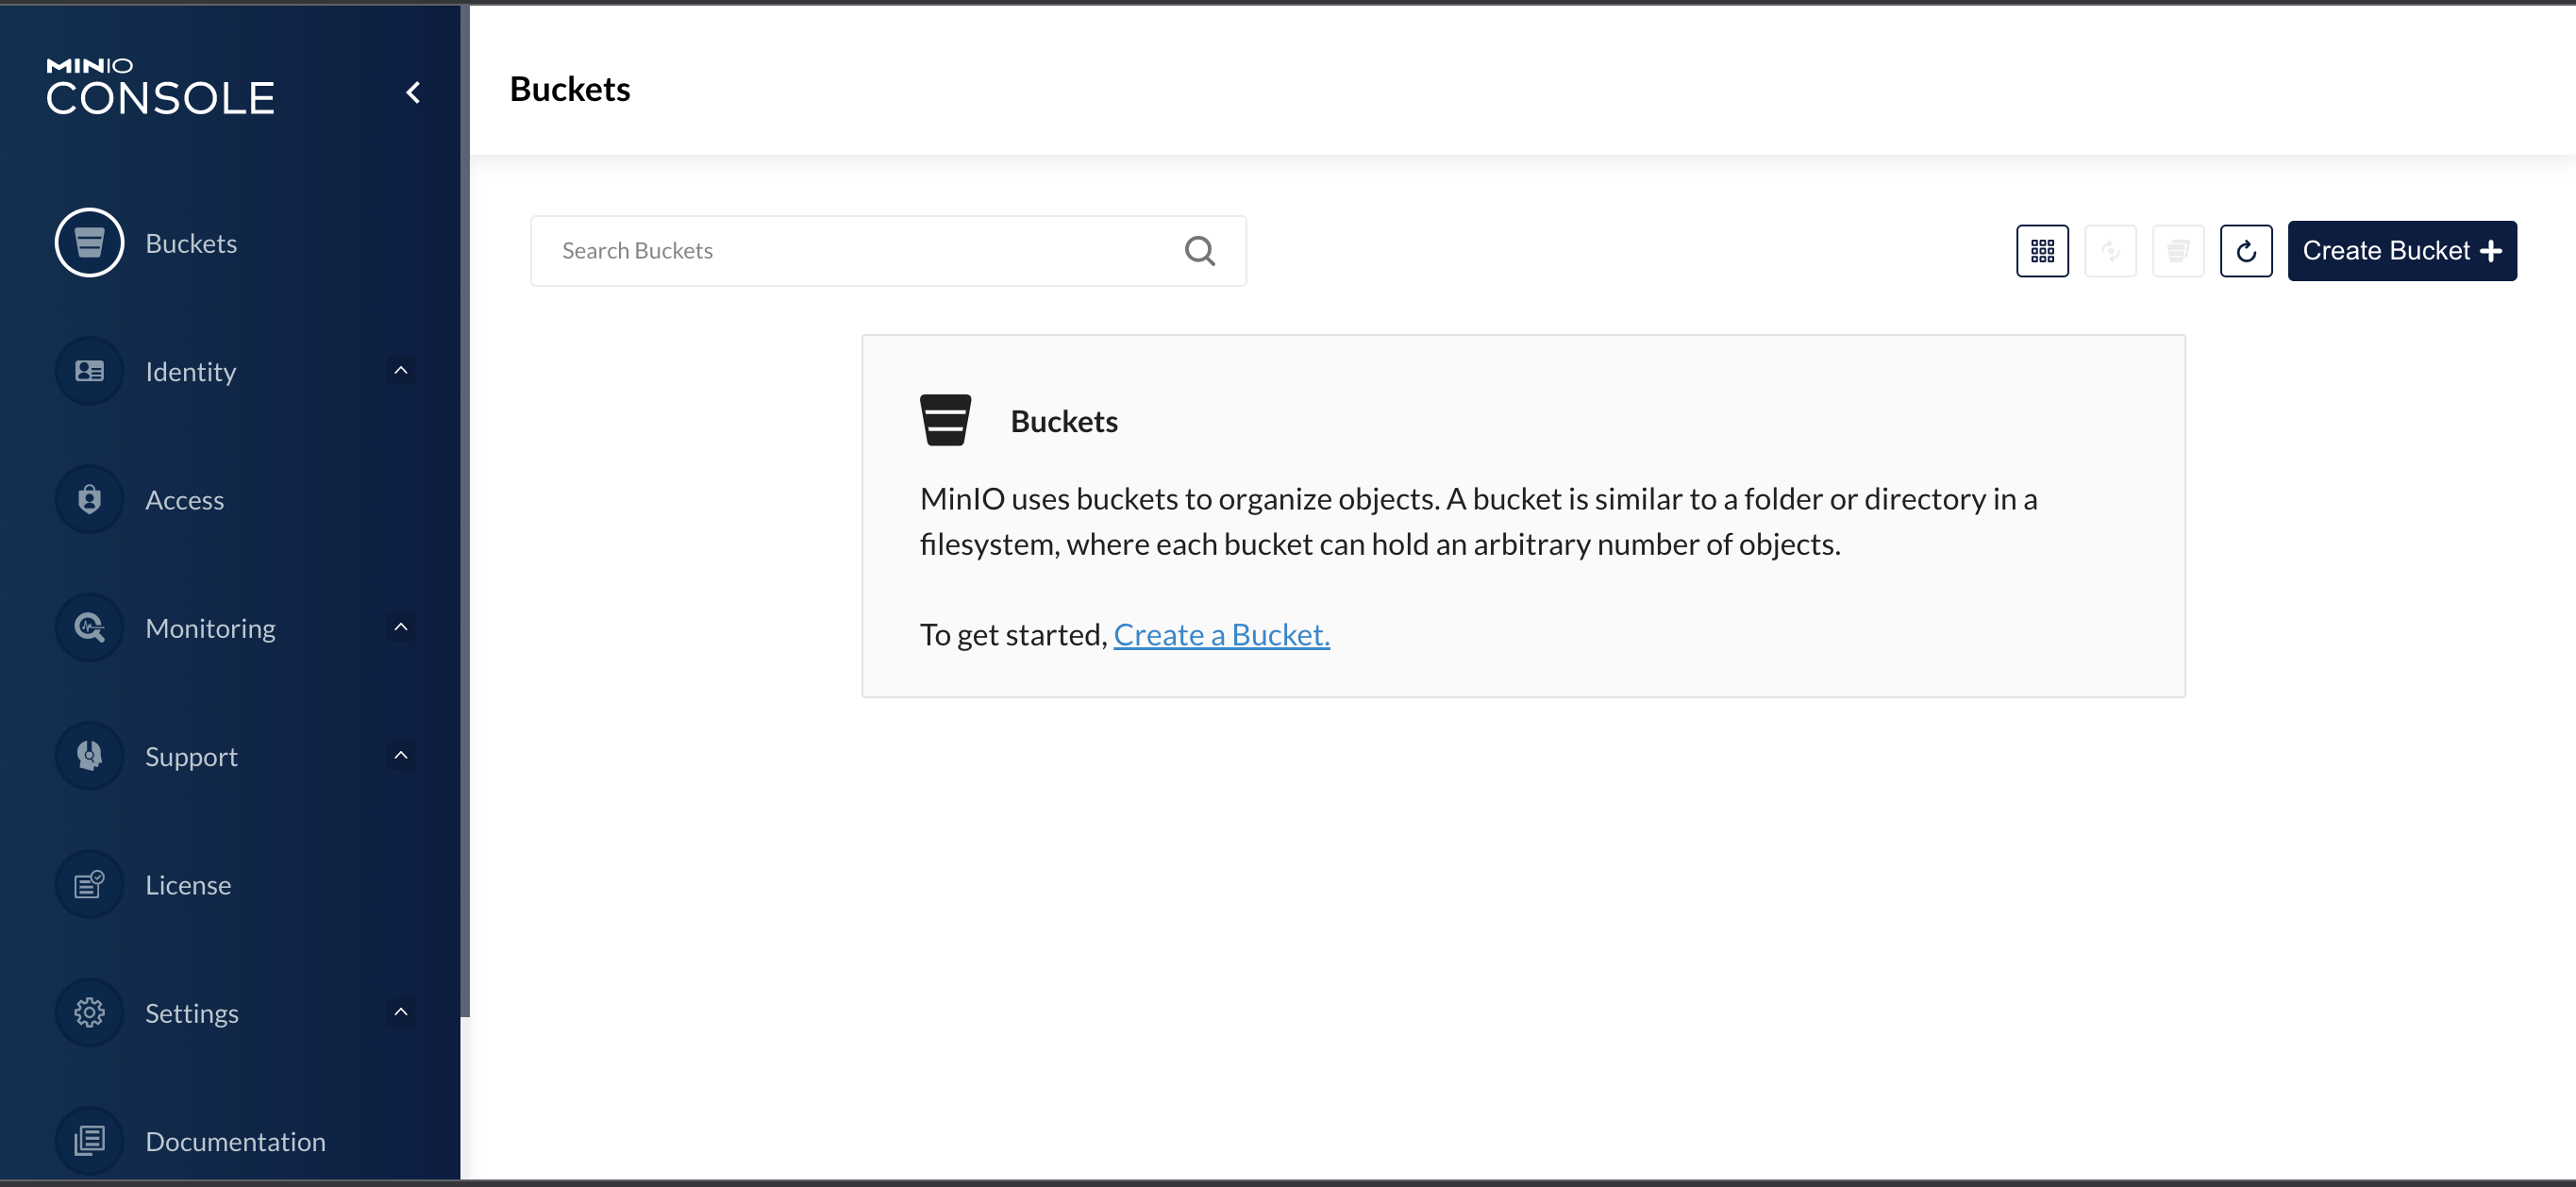 MINIO
CONSOLE
Buckets
Identity
Access
Monitoring
Support
License
Settings
Documentation
Buckets
Search Buckets
Create Bucket
Buckets
MinIO uses buckets to organize objects. A bucket is similar to a folder or directory in a
filesystem, where each bucket can hold an arbitrary number of objects.
To get started, Create a Bucket.